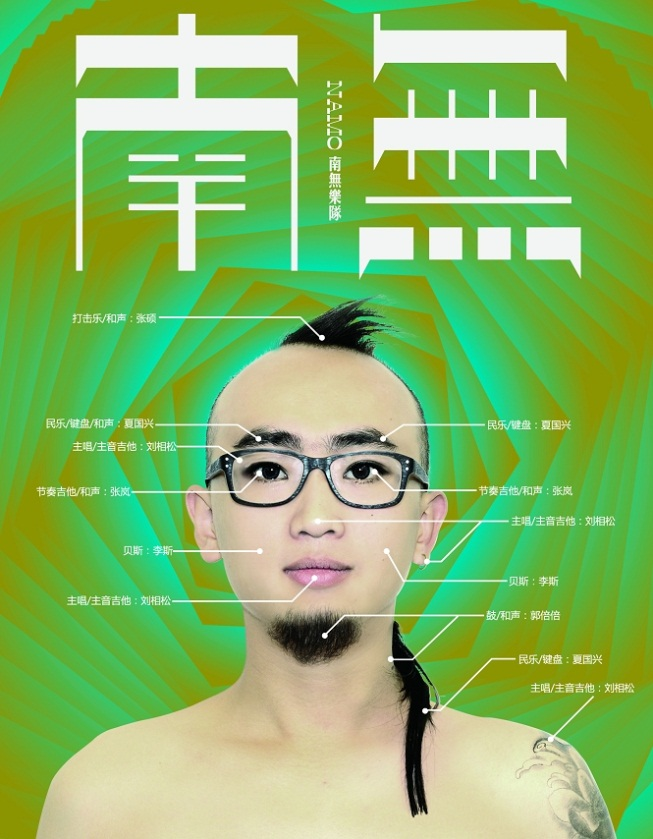 南無
NAMO 南無樂隊
打击乐/和声：张硕
民乐/键盘/和声：夏国兴
民乐/键盘：夏国兴
主唱/主音吉他：刘相松
节奏吉他/和声：张岚
节奏吉他/和声：张岚
主唱/主音吉他：刘相松
贝斯：李斯
贝斯：李斯
主唱/主音吉他：刘相松
鼓/和声：郭倍倍
民乐/键盘：夏国兴
主唱/主音吉他：刘相松